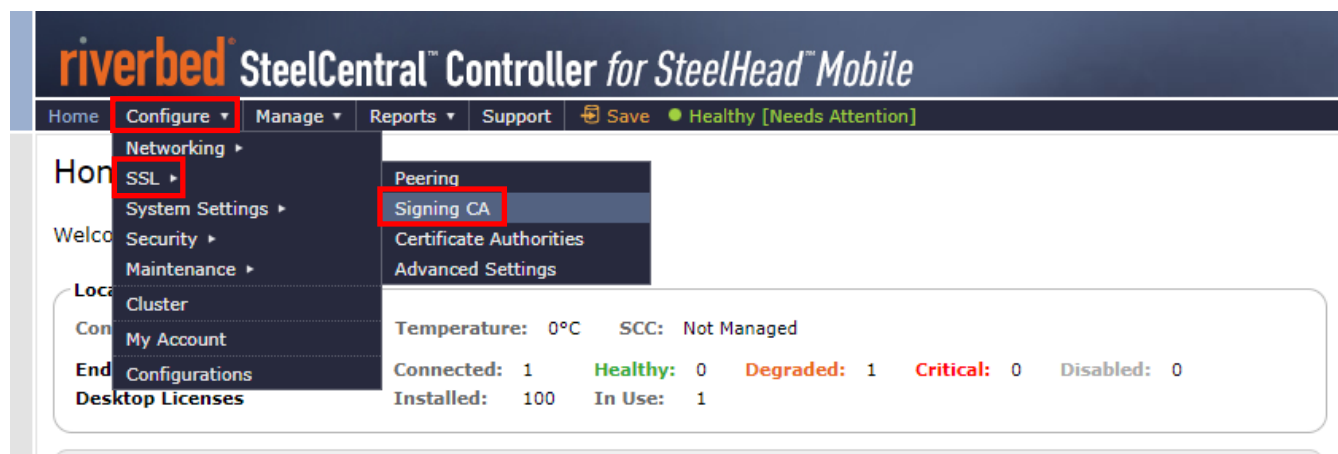 riverbed® SteelCentral™ Controller for SteelHead™ Mobile
Home Configure ▾ Manage ▾ Reports ▾ Support Save ● Healthy [Needs Attention]
Networking ▸
Hon SSL ▸ Peering
System Settings ▸ Signing CA
Welco Security ▸ Certificate Authorities
Maintenance ▸ Advanced Settings
Loca
Cluster
Con Temperature: 0°C SCC: Not Managed
My Account
End Connected: 1 Healthy: 0 Degraded: 1 Critical: 0 Disabled: 0
Configurations
Desktop Licenses Installed: 100 In Use: 1